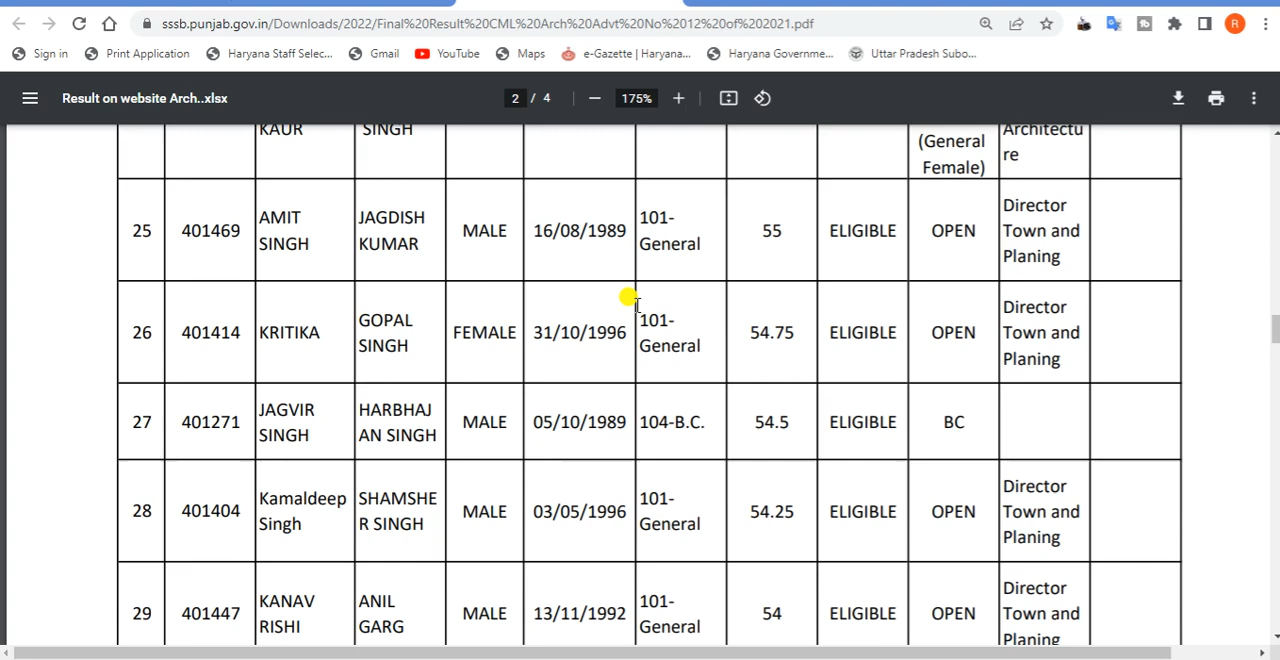 sssb.punjab.gov.in/Downloads/2022/Final%20Result%20CML%20Arch%20Advt%20No%2012%20of%202021.pdf
R
Sign in
Print Application
Haryana Staff Selec...
Gmail
YouTube
Maps
e-Gazette | Haryana...
Haryana Governme...
Uttar Pradesh Subo...
Result on website Arch..xlsx
2 / 4
175%
KAUR
SINGH
(General
Female)
Architectu
re
25
401469
AMIT
SINGH
JAGDISH
KUMAR
MALE
16/08/1989
101-
General
55
ELIGIBLE
OPEN
Director
Town and
Planing
26
401414
KRITIKA
GOPAL
SINGH
FEMALE
31/10/1996
101-
General
54.75
ELIGIBLE
OPEN
Director
Town and
Planing
27
401271
JAGVIR
SINGH
HARBHAJ
AN SINGH
MALE
05/10/1989
104-B.C.
54.5
ELIGIBLE
BC
28
401404
Kamaldeep
Singh
SHAMSHE
R SINGH
MALE
03/05/1996
101-
General
54.25
ELIGIBLE
OPEN
Director
Town and
Planing
29
401447
KANAV
RISHI
ANIL
GARG
MALE
13/11/1992
101-
General
54
ELIGIBLE
OPEN
Director
Town and
Planing